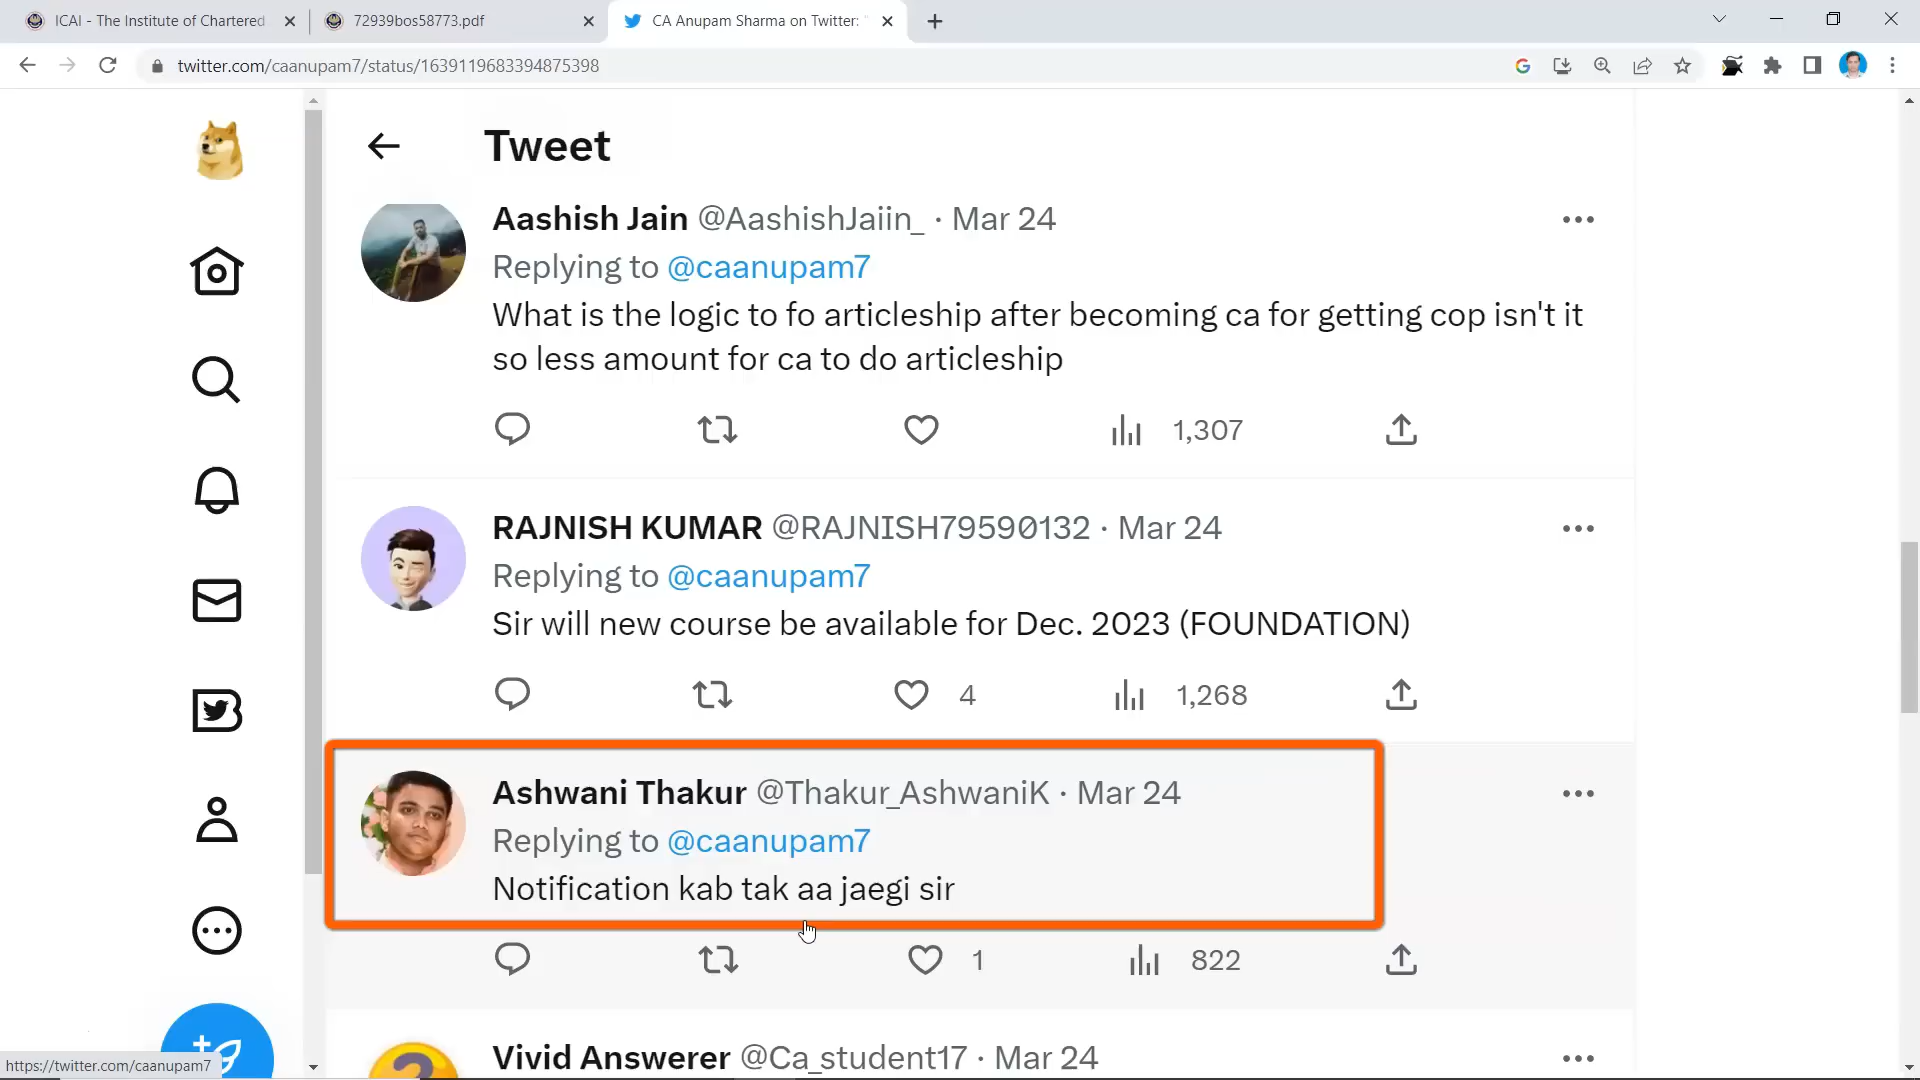 ICAI - The Institute of Chartered
72939bos58773.pdf
CA Anupam Sharma on Twitter: "
twitter.com/caanupam7/status/1639119683394875398
Tweet
Aashish Jain @AashishJaiin_ · Mar 24
Replying to @caanupam7
What is the logic to fo articleship after becoming ca for getting cop isn't it
so less amount for ca to do articleship
1,307
RAJNISH KUMAR @RAJNISH79590132 · Mar 24
Replying to @caanupam7
Sir will new course be available for Dec. 2023 (FOUNDATION)
4 1,268
Ashwani Thakur @Thakur_AshwaniK · Mar 24
Replying to @caanupam7
Notification kab tak aa jaegi sir
1 822
Vivid Answerer @Ca_student17 · Mar 24
https://twitter.com/caanupam7